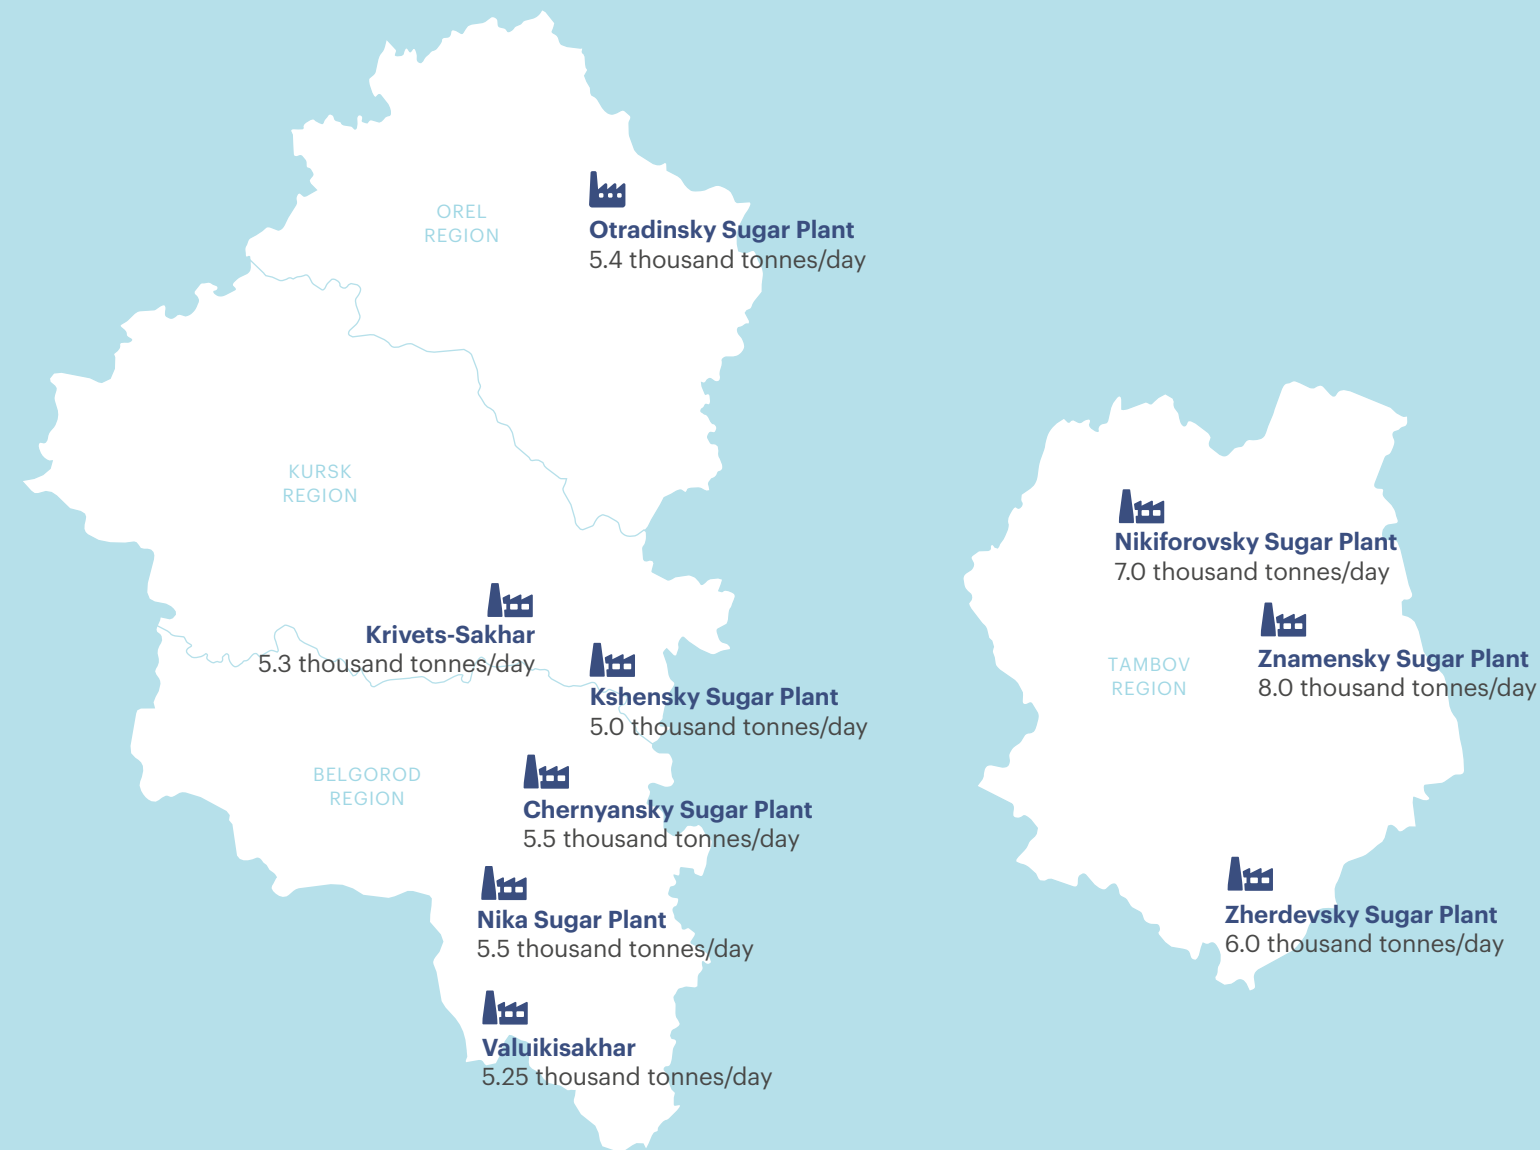 OREL
REGION
Otradinsky Sugar Plant
5.4 thousand tonnes/day
KURSK
REGION
Krivets-Sakhar
5.3 thousand tonnes/day
Kshensky Sugar Plant
5.0 thousand tonnes/day
BELGOROD
REGION
Chernyansky Sugar Plant
5.5 thousand tonnes/day
Nika Sugar Plant
5.5 thousand tonnes/day
Valuikisakhar
5.25 thousand tonnes/day
Nikiforovsky Sugar Plant
7.0 thousand tonnes/day
TAMBOV
REGION
Znamensky Sugar Plant
8.0 thousand tonnes/day
Zherdevsky Sugar Plant
6.0 thousand tonnes/day